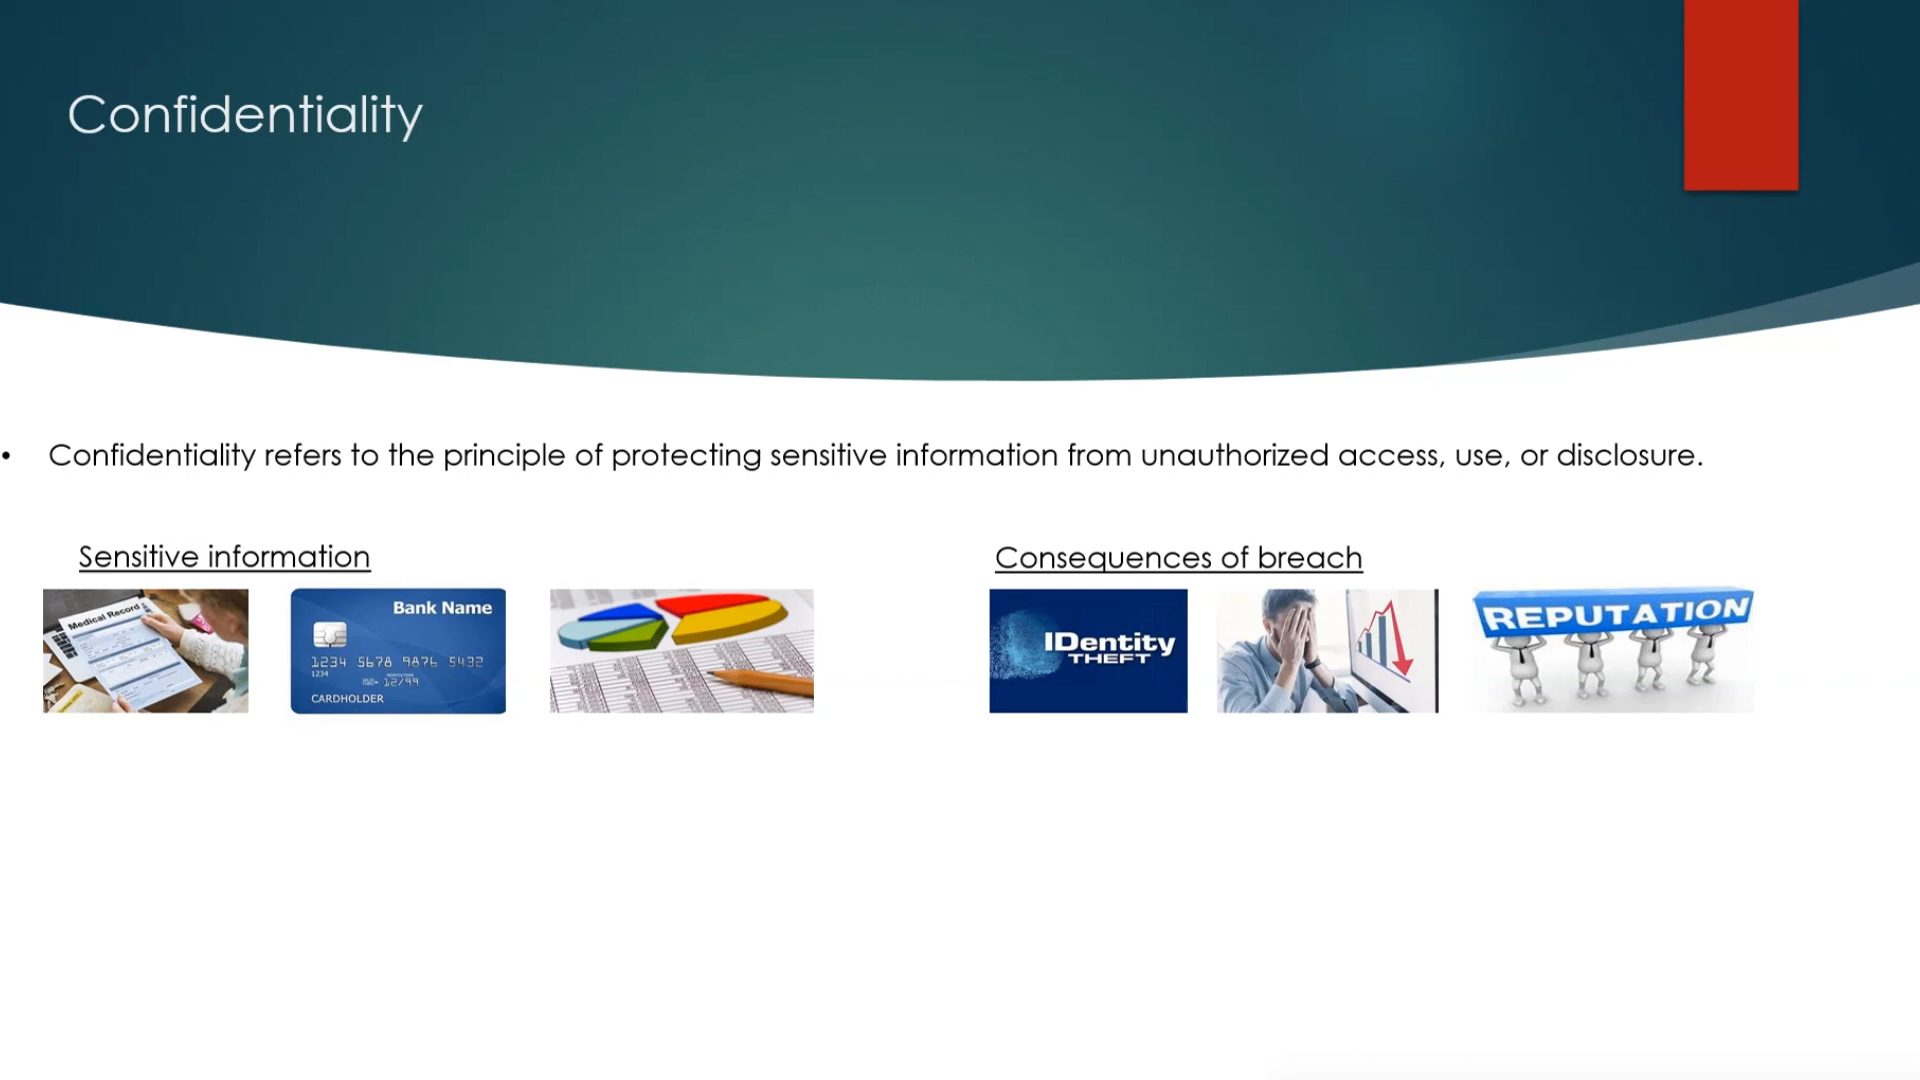 Confidentiality
• Confidentiality refers to the principle of protecting sensitive information from unauthorized access, use, or disclosure.
Sensitive information
Consequences of breach
Medical Record
Bank Name
1234 5678 9876 5432
1234
12/99
CARDHOLDER
IDentity
THEFT
REPUTATION